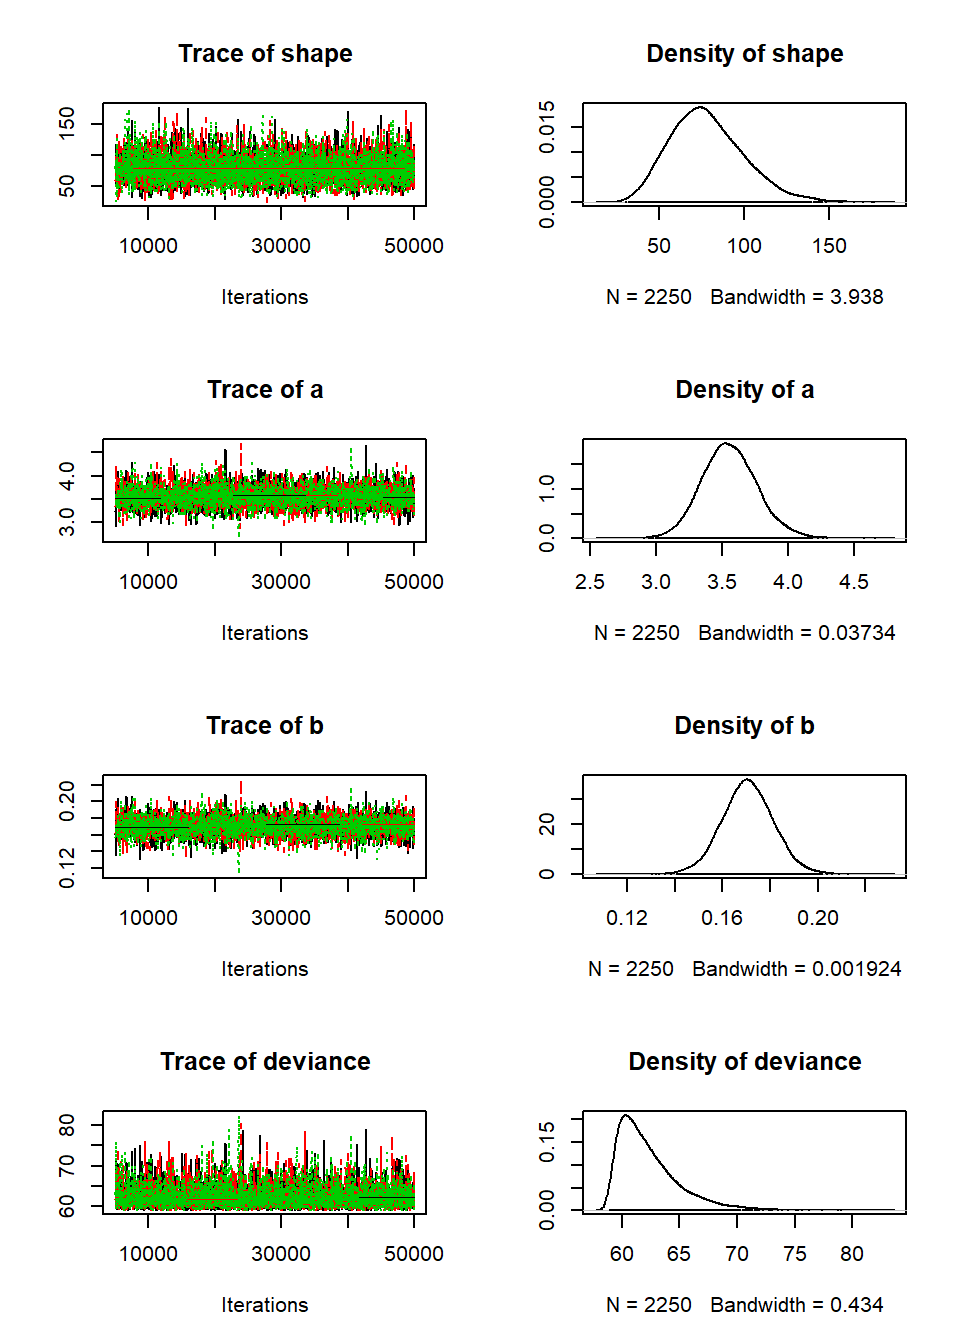 Trace of shape
150
50
10000 30000 50000
Iterations
Density of shape
0.015
0.000
50 100 150
N = 2250 Bandwidth = 3.938
Trace of a
4.0
3.0
10000 30000 50000
Iterations
Density of a
1.0
0.0
2.5 3.0 3.5 4.0 4.5
N = 2250 Bandwidth = 0.03734
Trace of b
0.20
0.12
10000 30000 50000
Iterations
Density of b
20
0
0.12 0.16 0.20
N = 2250 Bandwidth = 0.001924
Trace of deviance
80
70
60
10000 30000 50000
Iterations
Density of deviance
0.15
0.00
60 65 70 75 80
N = 2250 Bandwidth = 0.434